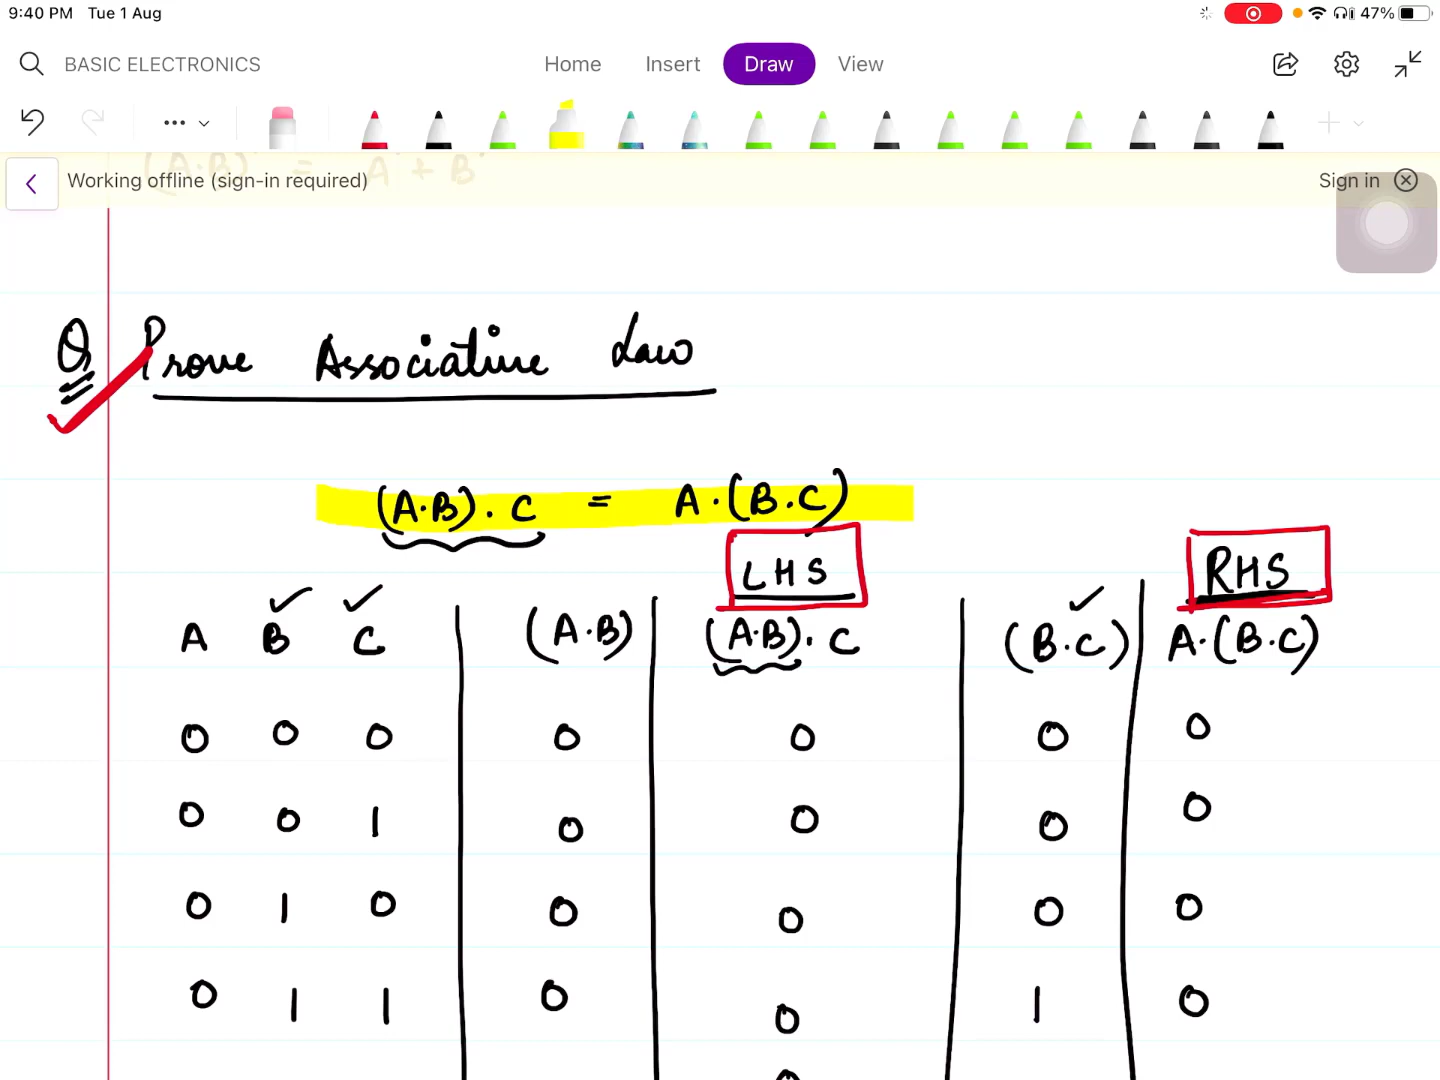 9:40 PM Tue 1 Aug 47%
BASIC ELECTRONICS Home Insert Draw View
(A·B)' = A' + B'
Working offline (sign-in required) Sign in
Q Prove Associative Law
(A·B)·C = A·(B·C)
LHS RHS
A B C (A·B) (A·B)·C (B·C) A·(B·C)
0 0 0 0 0 0 0
0 0 1 0 0 0 0
0 1 0 0 0 0 0
0 1 1 0 0 1 0